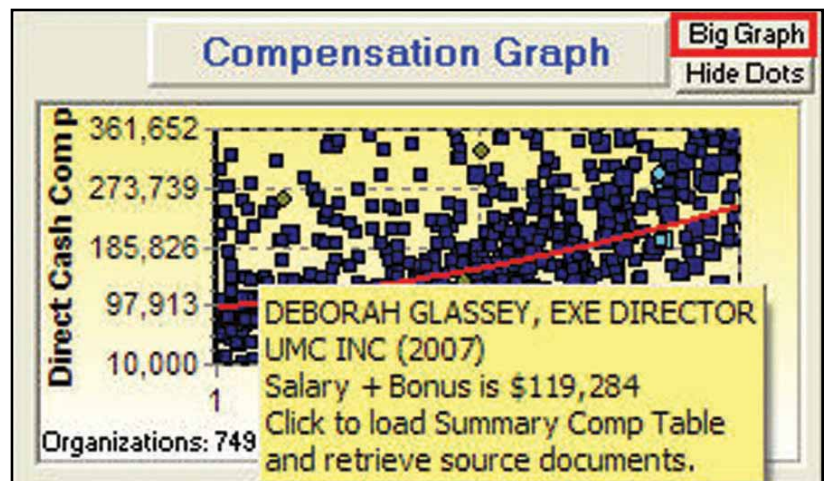 Compensation Graph
Big Graph
Hide Dots
Direct Cash Comp
361,652
273,739
185,826
97,913
10,000
1
Organizations: 749
DEBORAH GLASSEY, EXE DIRECTOR
UMC INC (2007)
Salary + Bonus is $119,284
Click to load Summary Comp Table
and retrieve source documents.